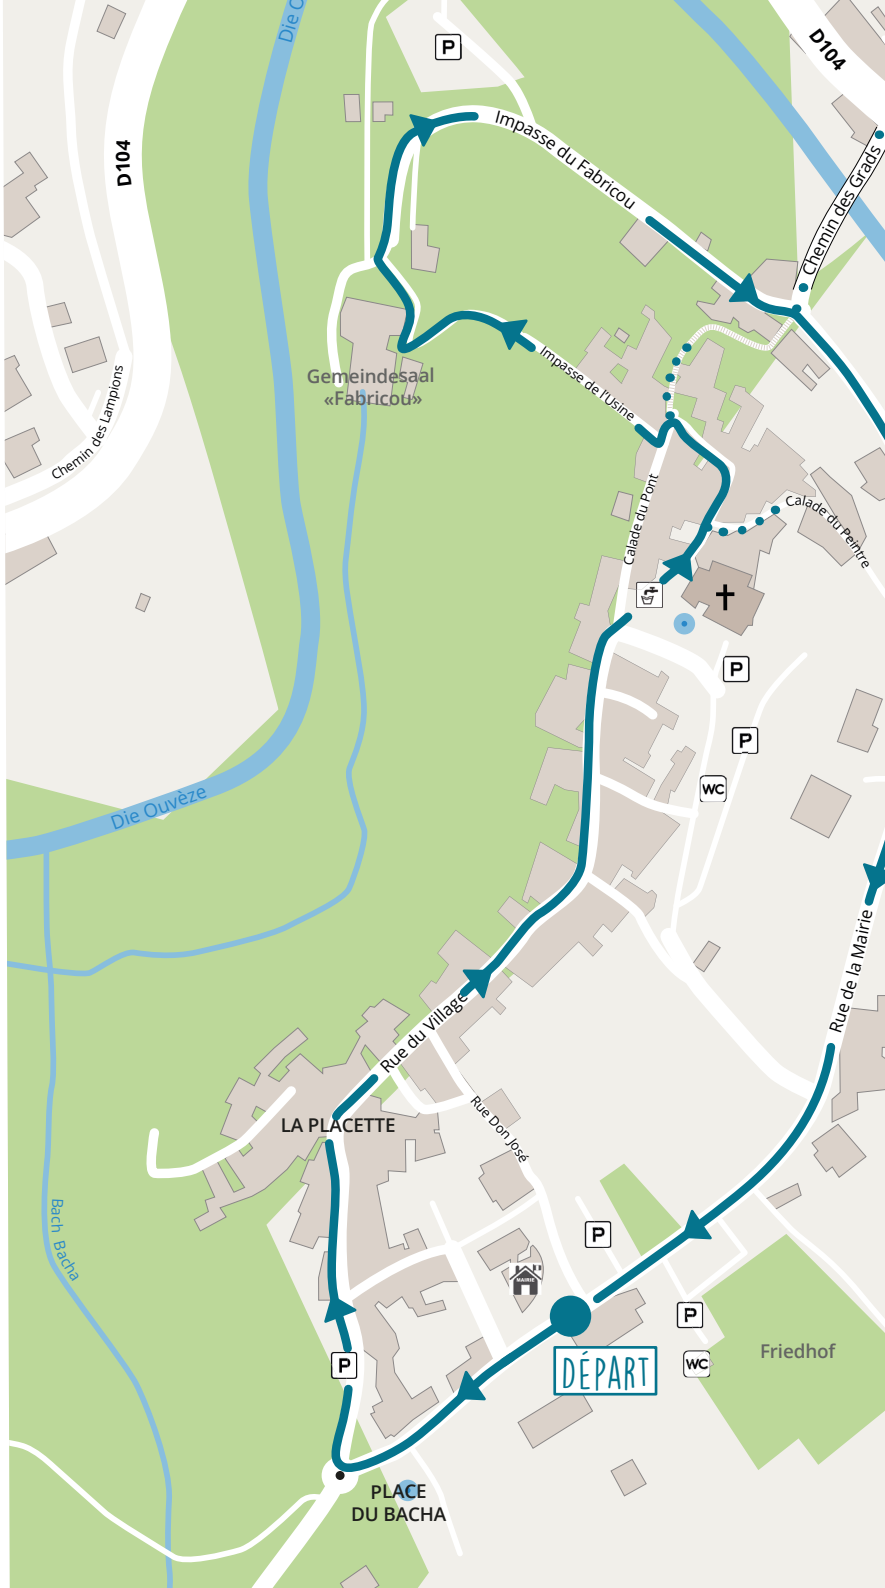 Die O
P
D104
Impasse du Fabricou
D104
Chemin des Grads
Gemeindesaal
«Fabricou»
Impasse de l'Usine
Chemin des Lampions
Calade du Pont
Calade du Peintre
P
P
WC
Die Ouvèze
Rue de la Mairie
Rue du Village
LA PLACETTE
Rue Don José
Bach Bacha
P
MAIRIE
P
Friedhof
WC
DÉPART
P
PLACE
DU BACHA